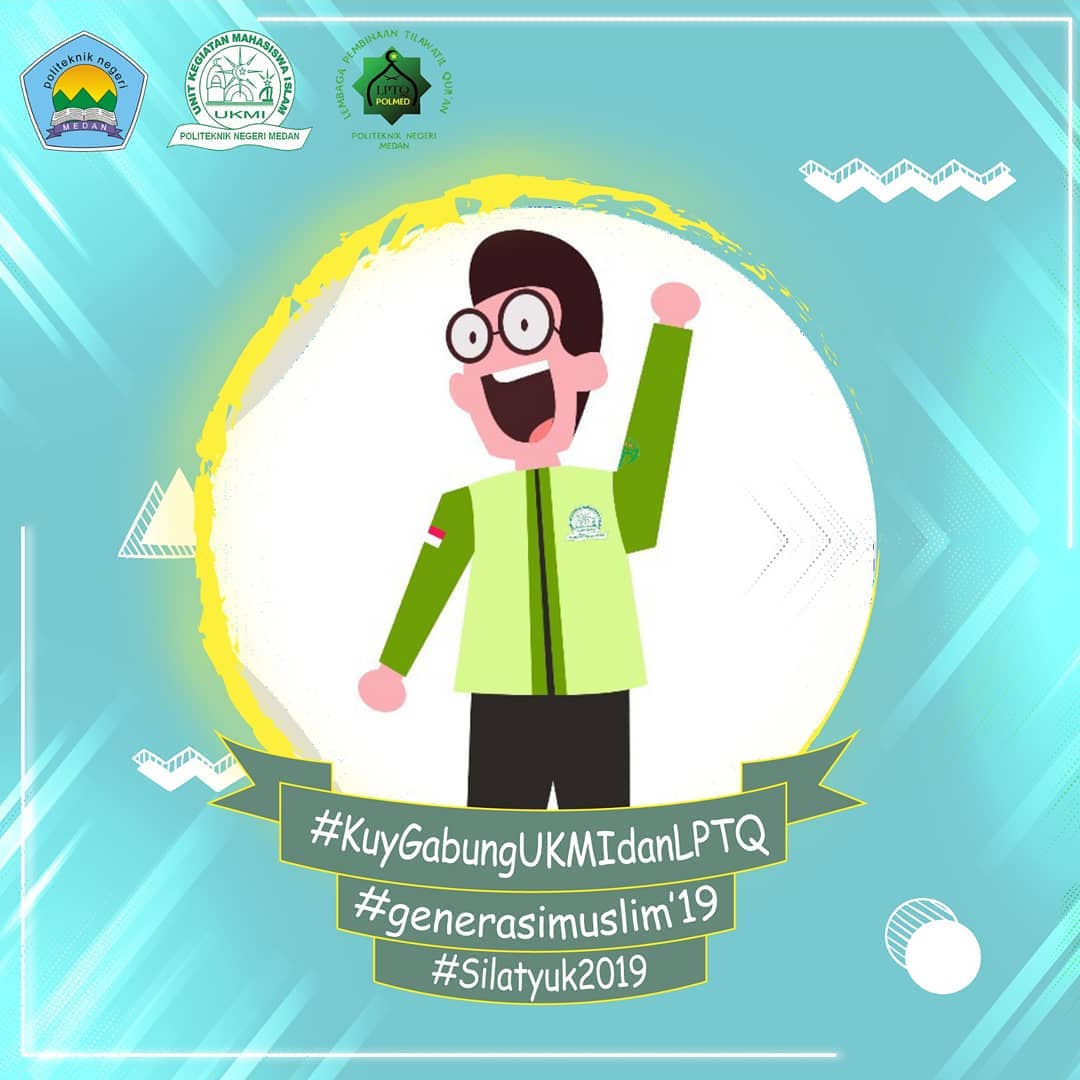 politeknik negeri
MEDAN
UNIT KEGIATAN MAHASISWA ISLAM
UKMI
POLITEKNIK NEGERI MEDAN
LEMBAGA PEMBINAAN TILAWATIL QUR'AN
LPTQ
POLMED
POLITEKNIK NEGERI
MEDAN
#KuyGabungUKMIdanLPTQ
#generasimuslim'19
#Silatyuk2019